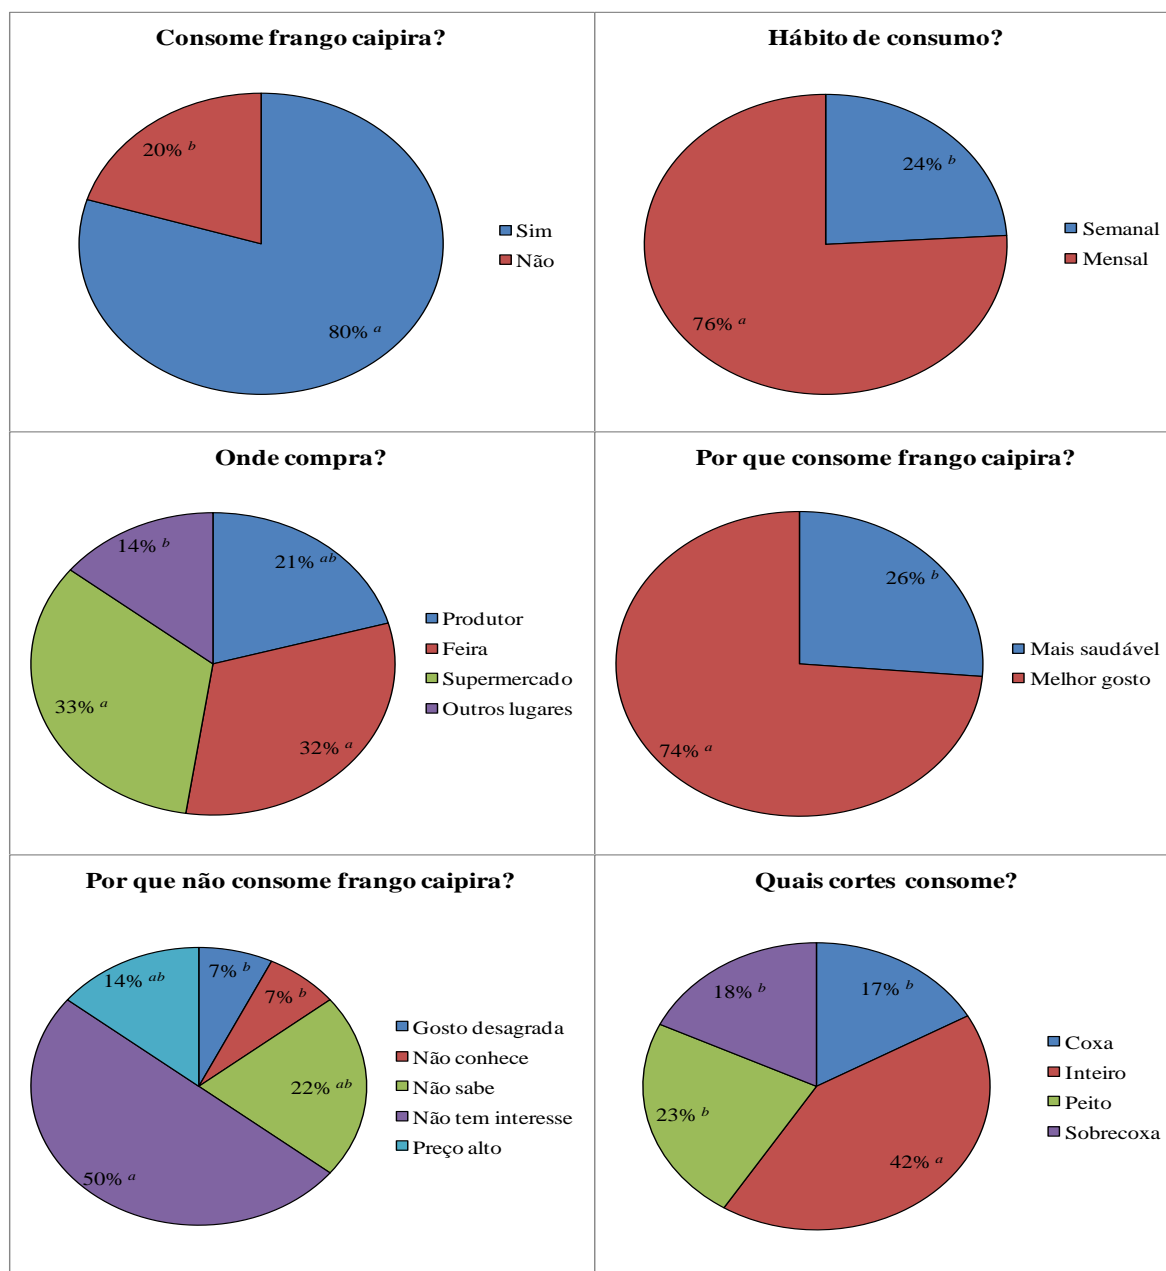 Consome frango caipira?
20% b
80% a
Sim
Não
Hábito de consumo?
24% b
76% a
Semanal
Mensal
Onde compra?
14% b
21% ab
33% a
32% a
Produtor
Feira
Supermercado
Outros lugares
Por que consome frango caipira?
26% b
74% a
Mais saudável
Melhor gosto
Por que não consome frango caipira?
14% ab
7% b
7% b
22% ab
50% a
Gosto desagrada
Não conhece
Não sabe
Não tem interesse
Preço alto
Quais cortes consome?
18% b
17% b
23% b
42% a
Coxa
Inteiro
Peito
Sobrecoxa